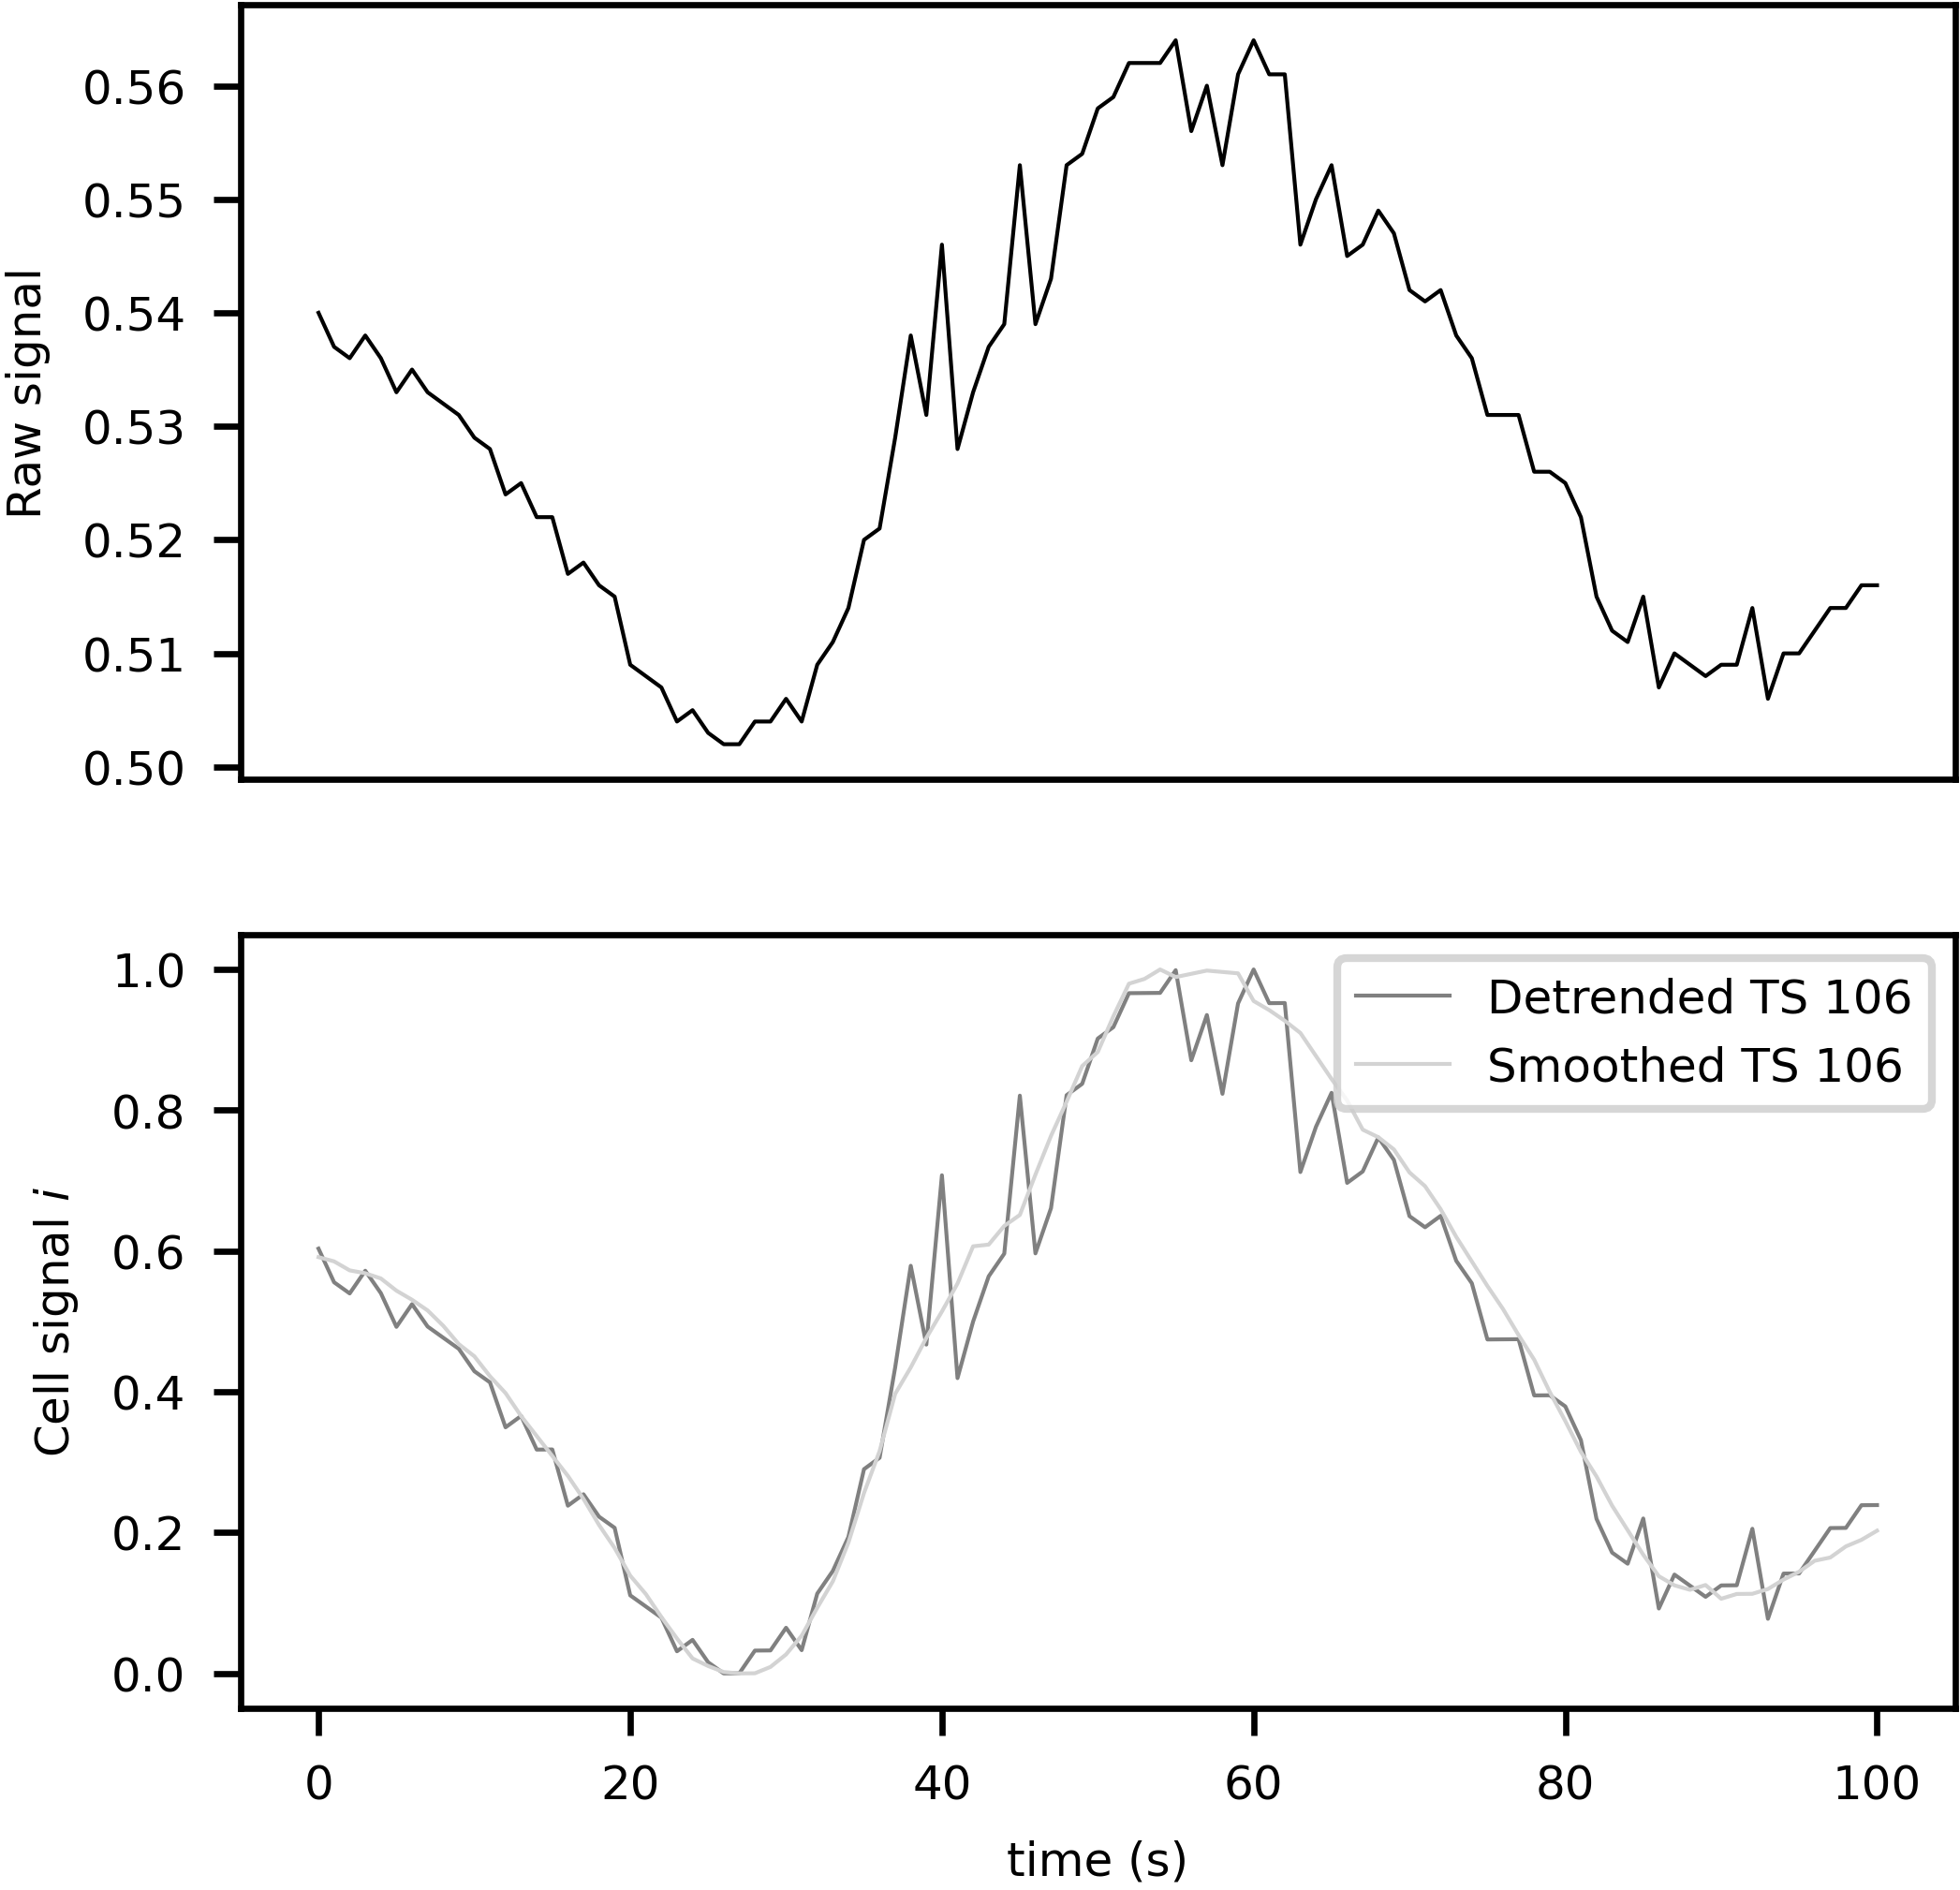 Raw signal
0.56
0.55
0.54
0.53
0.52
0.51
0.50
Cell signal i
1.0
0.8
0.6
0.4
0.2
0.0
Detrended TS 106
Smoothed TS 106
0 20 40 60 80 100
time (s)